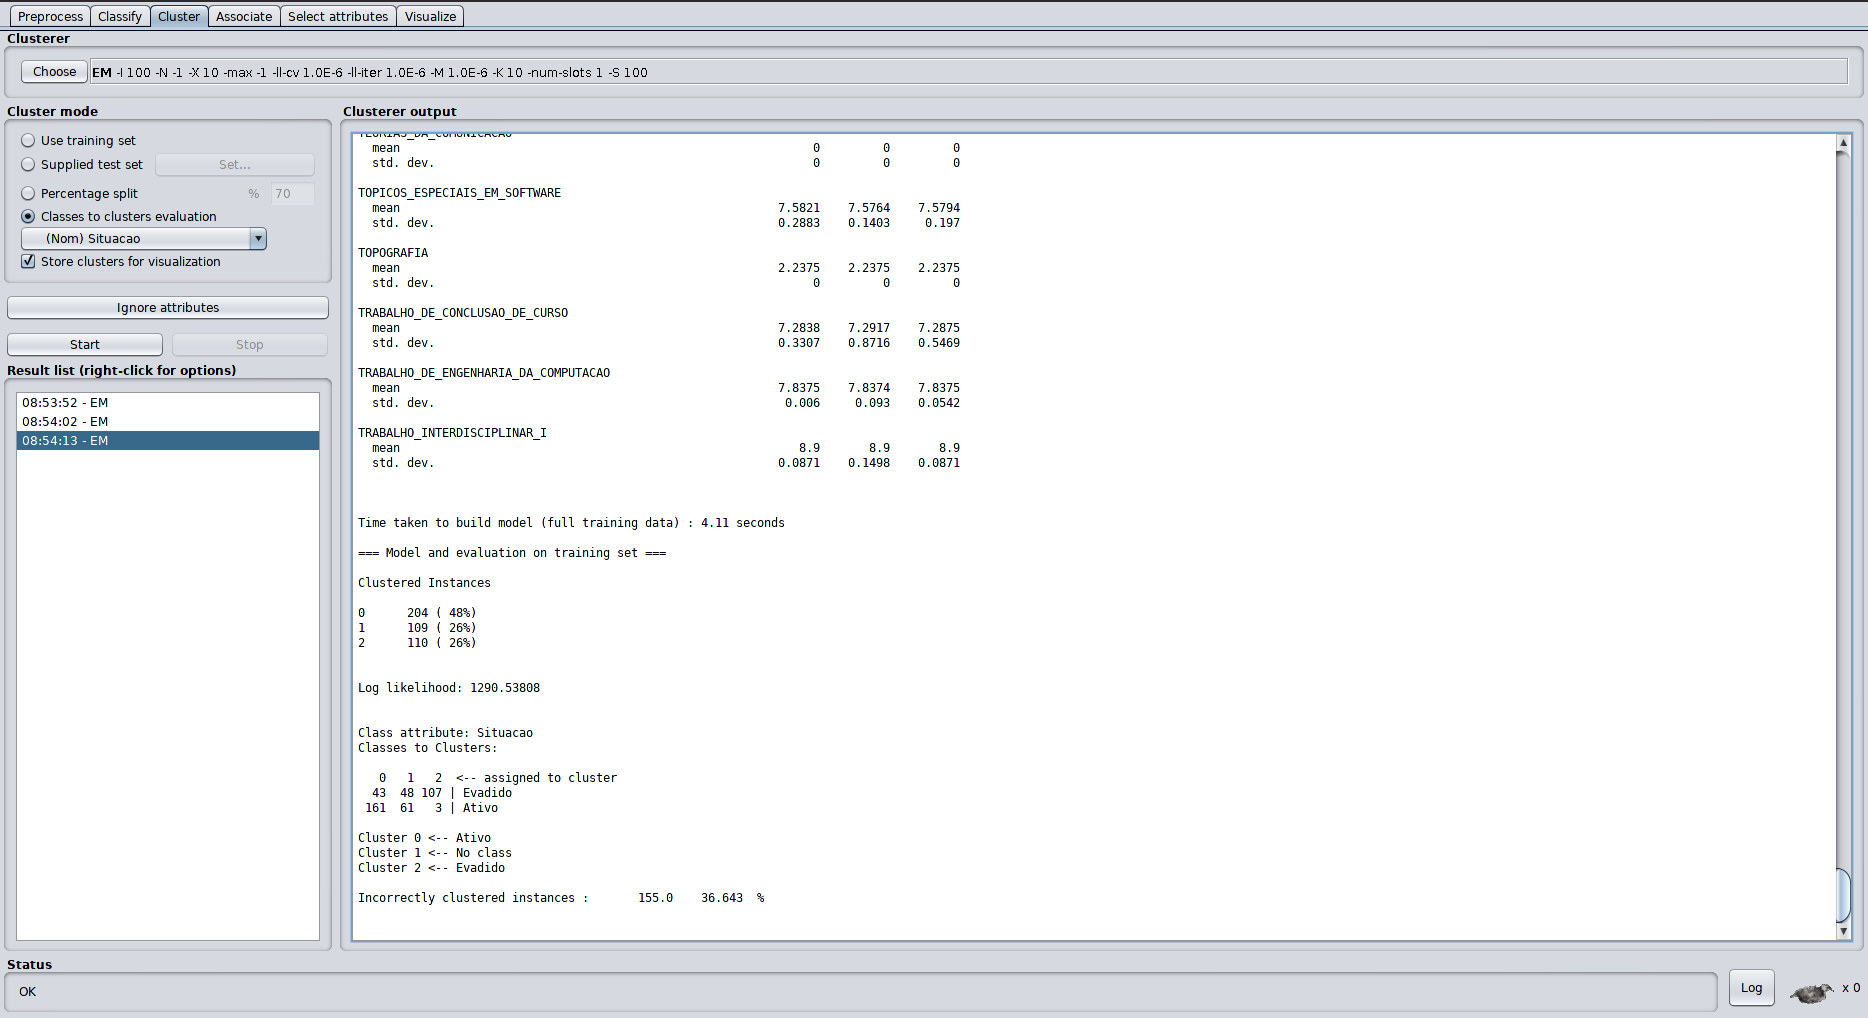 Preprocess Classify Cluster Associate Select attributes Visualize
Clusterer
Choose EM -I 100 -N -1 -X 10 -max -1 -ll-cv 1.0E-6 -ll-iter 1.0E-6 -M 1.0E-6 -K 10 -num-slots 1 -S 100
Cluster mode
Use training set
Supplied test set Set...
Percentage split % 70
Classes to clusters evaluation
(Nom) Situacao
Store clusters for visualization
Ignore attributes
Start Stop
Result list (right-click for options)
08:53:52 - EM
08:54:02 - EM
08:54:13 - EM
Clusterer output
TEORIAS_DA_COMUNICACAO
mean 0 0 0
std. dev. 0 0 0
TOPICOS_ESPECIAIS_EM_SOFTWARE
mean 7.5821 7.5764 7.5794
std. dev. 0.2883 0.1403 0.197
TOPOGRAFIA
mean 2.2375 2.2375 2.2375
std. dev. 0 0 0
TRABALHO_DE_CONCLUSAO_DE_CURSO
mean 7.2838 7.2917 7.2875
std. dev. 0.3307 0.8716 0.5469
TRABALHO_DE_ENGENHARIA_DA_COMPUTACAO
mean 7.8375 7.8374 7.8375
std. dev. 0.006 0.093 0.0542
TRABALHO_INTERDISCIPLINAR_I
mean 8.9 8.9 8.9
std. dev. 0.0871 0.1498 0.0871
Time taken to build model (full training data) : 4.11 seconds
=== Model and evaluation on training set ===
Clustered Instances
0 204 ( 48%)
1 109 ( 26%)
2 110 ( 26%)
Log likelihood: 1290.53808
Class attribute: Situacao
Classes to Clusters:
0 1 2 <-- assigned to cluster
43 48 107 | Evadido
161 61 3 | Ativo
Cluster 0 <-- Ativo
Cluster 1 <-- No class
Cluster 2 <-- Evadido
Incorrectly clustered instances : 155.0 36.643 %
Status
OK
Log
x 0